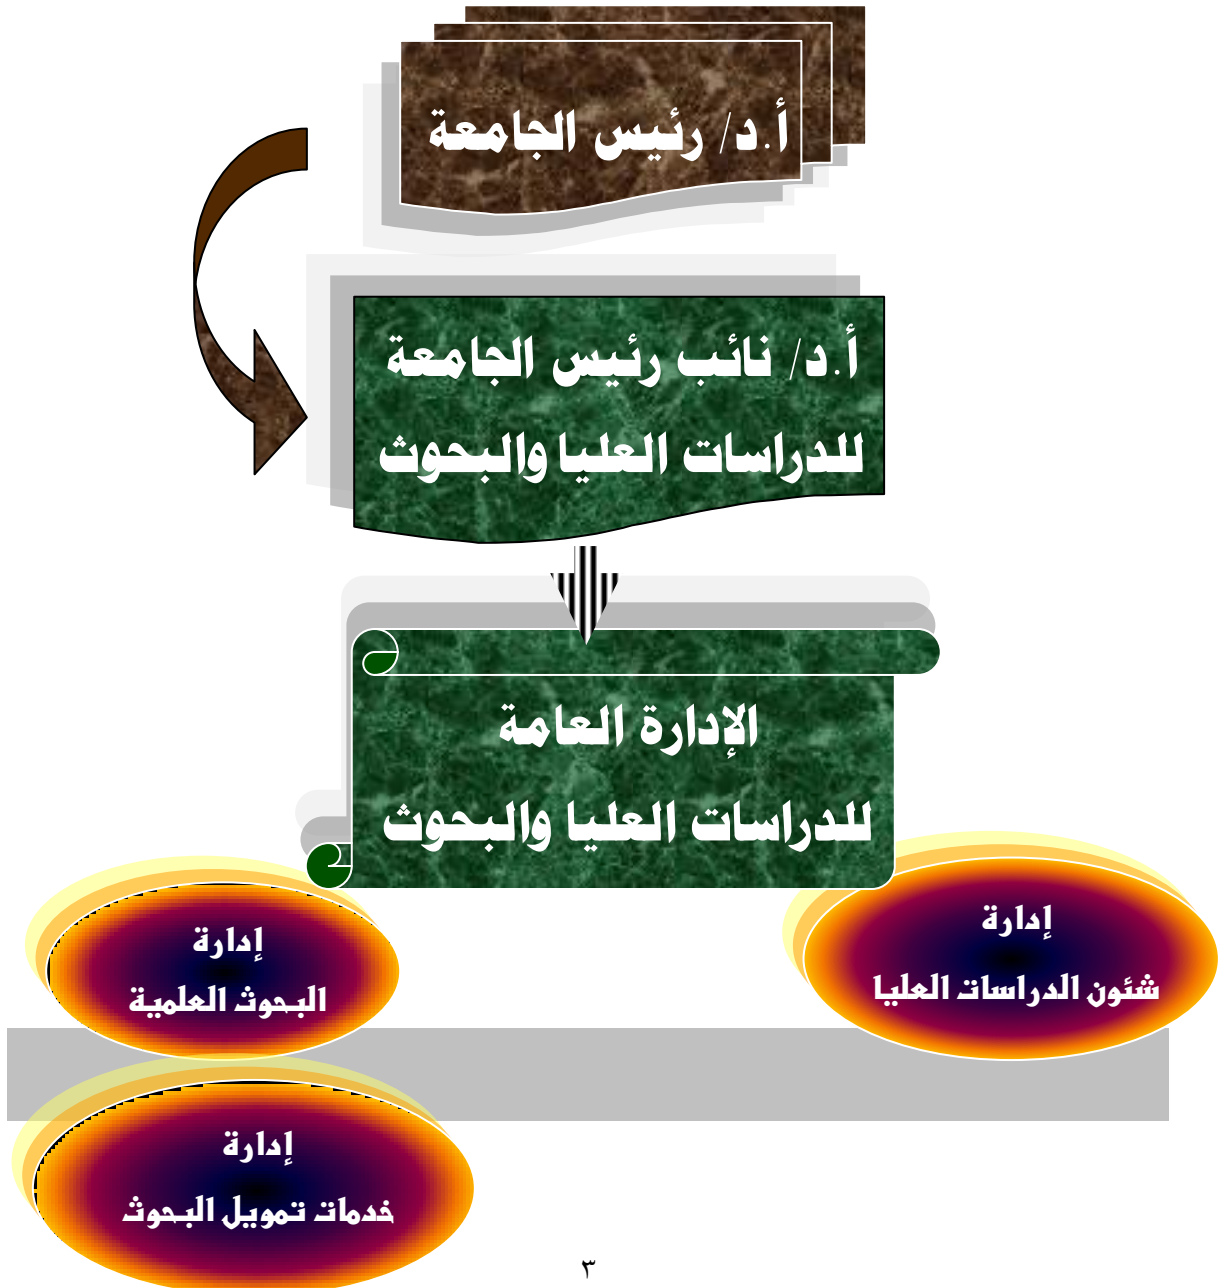 أ.د/ رئيس الجامعة
أ.د/ نائب رئيس الجامعة
للدراسات العليا والبحوث
الإدارة العامة
للدراسات العليا والبحوث
إدارة
شئون الدراسات العليا
إدارة
البحوث العلمية
إدارة
خدمات تمويل البحوث
٣